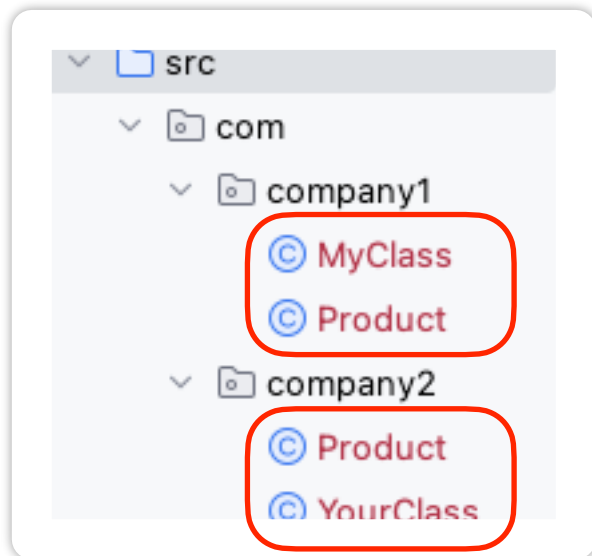 src
com
company1
MyClass
Product
company2
Product
YourClass